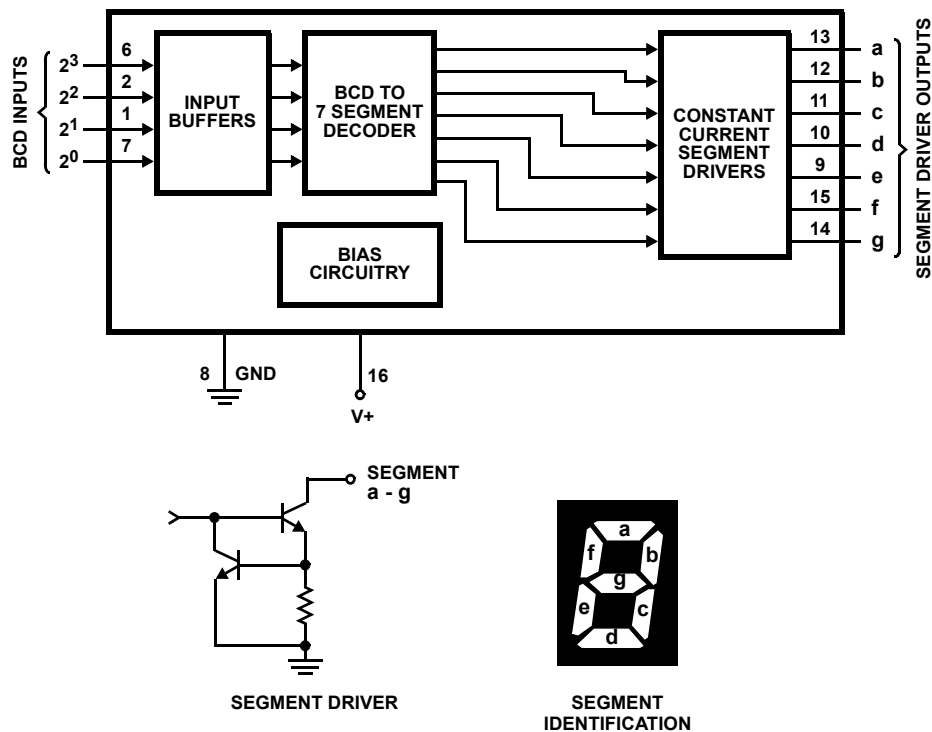 BCD INPUTS
2³ 6
2² 2
2¹ 1
2⁰ 7
INPUT
BUFFERS
BCD TO
7 SEGMENT
DECODER
BIAS
CIRCUITRY
CONSTANT
CURRENT
SEGMENT
DRIVERS
13 a
12 b
11 c
10 d
9 e
15 f
14 g
SEGMENT DRIVER OUTPUTS
8 GND
16
V+
SEGMENT
a - g
SEGMENT DRIVER
a
f b
g
e c
d
SEGMENT
IDENTIFICATION